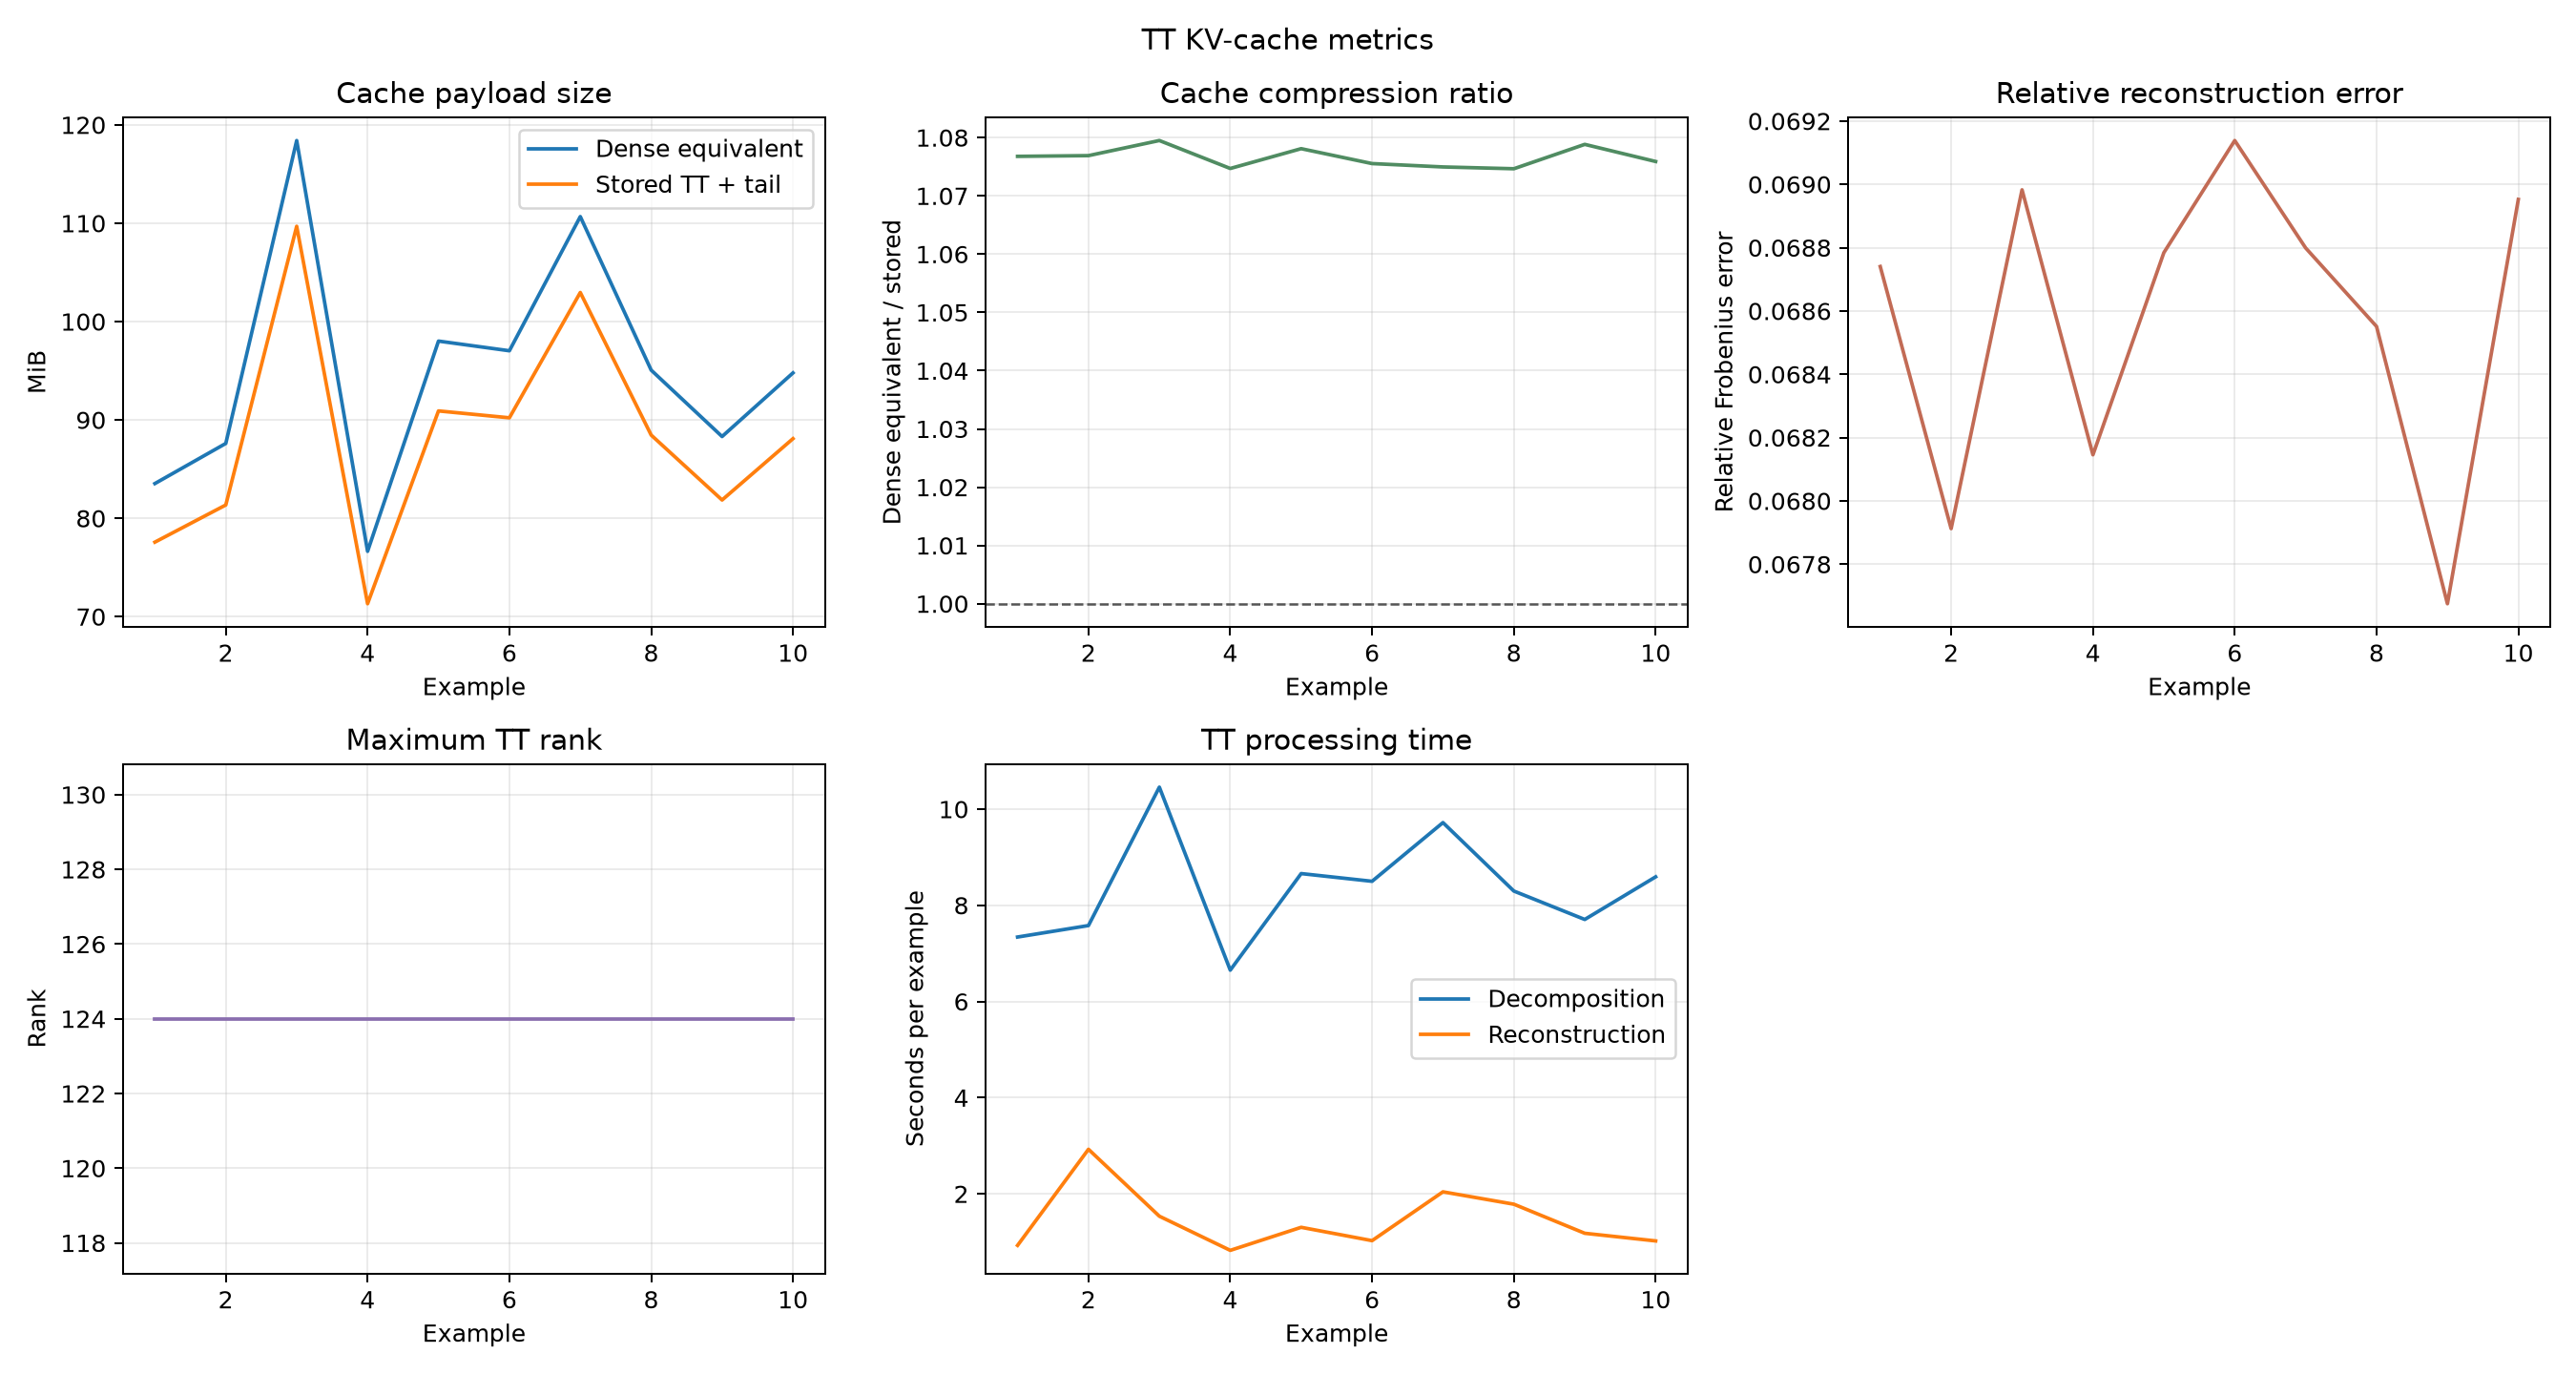 TT KV-cache metrics
Cache payload size
120
110
100
90
80
70
MiB
Dense equivalent
Stored TT + tail
2 4 6 8 10
Example
Cache compression ratio
1.08
1.07
1.06
1.05
1.04
1.03
1.02
1.01
1.00
Dense equivalent / stored
2 4 6 8 10
Example
Relative reconstruction error
0.0692
0.0690
0.0688
0.0686
0.0684
0.0682
0.0680
0.0678
Relative Frobenius error
2 4 6 8 10
Example
Maximum TT rank
130
128
126
124
122
120
118
Rank
2 4 6 8 10
Example
TT processing time
10
8
6
4
2
Seconds per example
Decomposition
Reconstruction
2 4 6 8 10
Example